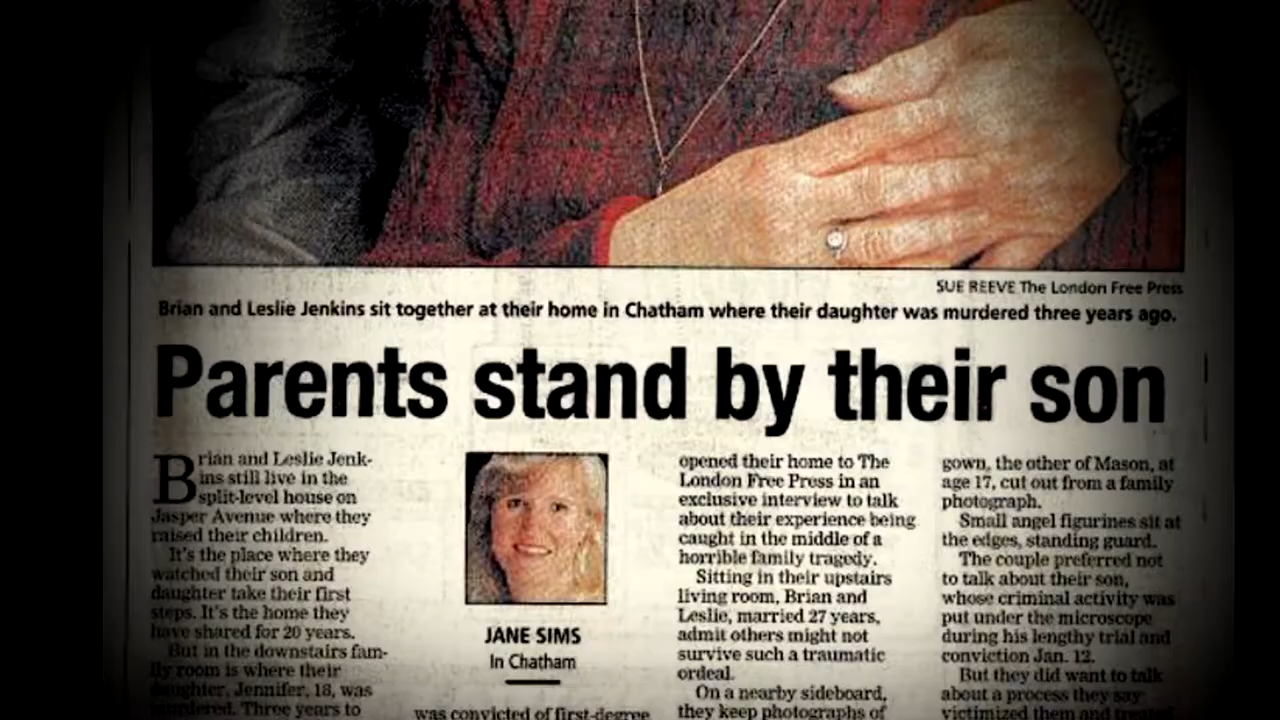 SUE REEVE The London Free Press
Brian and Leslie Jenkins sit together at their home in Chatham where their daughter was murdered three years ago.
Parents stand by their son
Brian and Leslie Jenk-
ins still live in the
split-level house on
Jasper Avenue where they
raised their children.
It's the place where they
watched their son and
daughter take their first
steps. It's the home they
have shared for 20 years.
But in the downstairs fam-
ily room is where their
daughter, Jennifer, 18, was
murdered. Three years to
JANE SIMS
In Chatham
was convicted of first-degree
opened their home to The
London Free Press in an
exclusive interview to talk
about their experience being
caught in the middle of a
horrible family tragedy.
Sitting in their upstairs
living room, Brian and
Leslie, married 27 years,
admit others might not
survive such a traumatic
ordeal.
On a nearby sideboard,
they keep photographs of
gown, the other of Mason, at
age 17, cut out from a family
photograph.
Small angel figurines sit at
the edges, standing guard.
The couple preferred not
to talk about their son,
whose criminal activity was
put under the microscope
during his lengthy trial and
conviction Jan. 12.
But they did want to talk
about a process they say
victimized them and treated